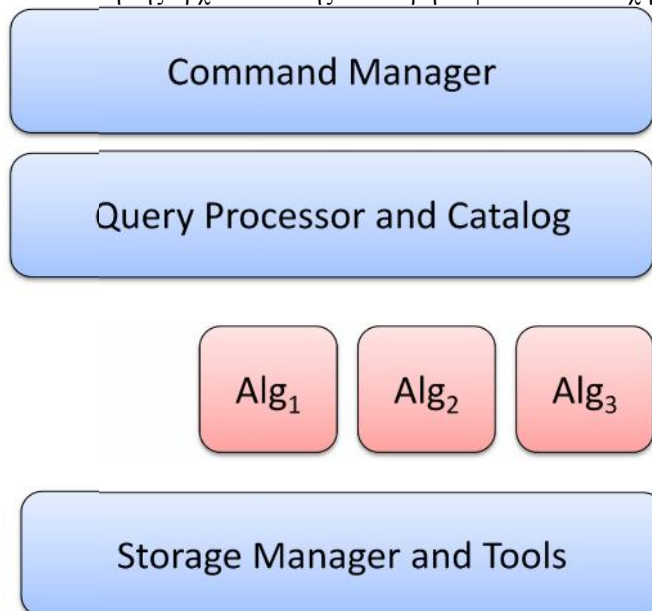 Command Manager
Query Processor and Catalog
Alg₁ Alg₂ Alg₃
Storage Manager and Tools